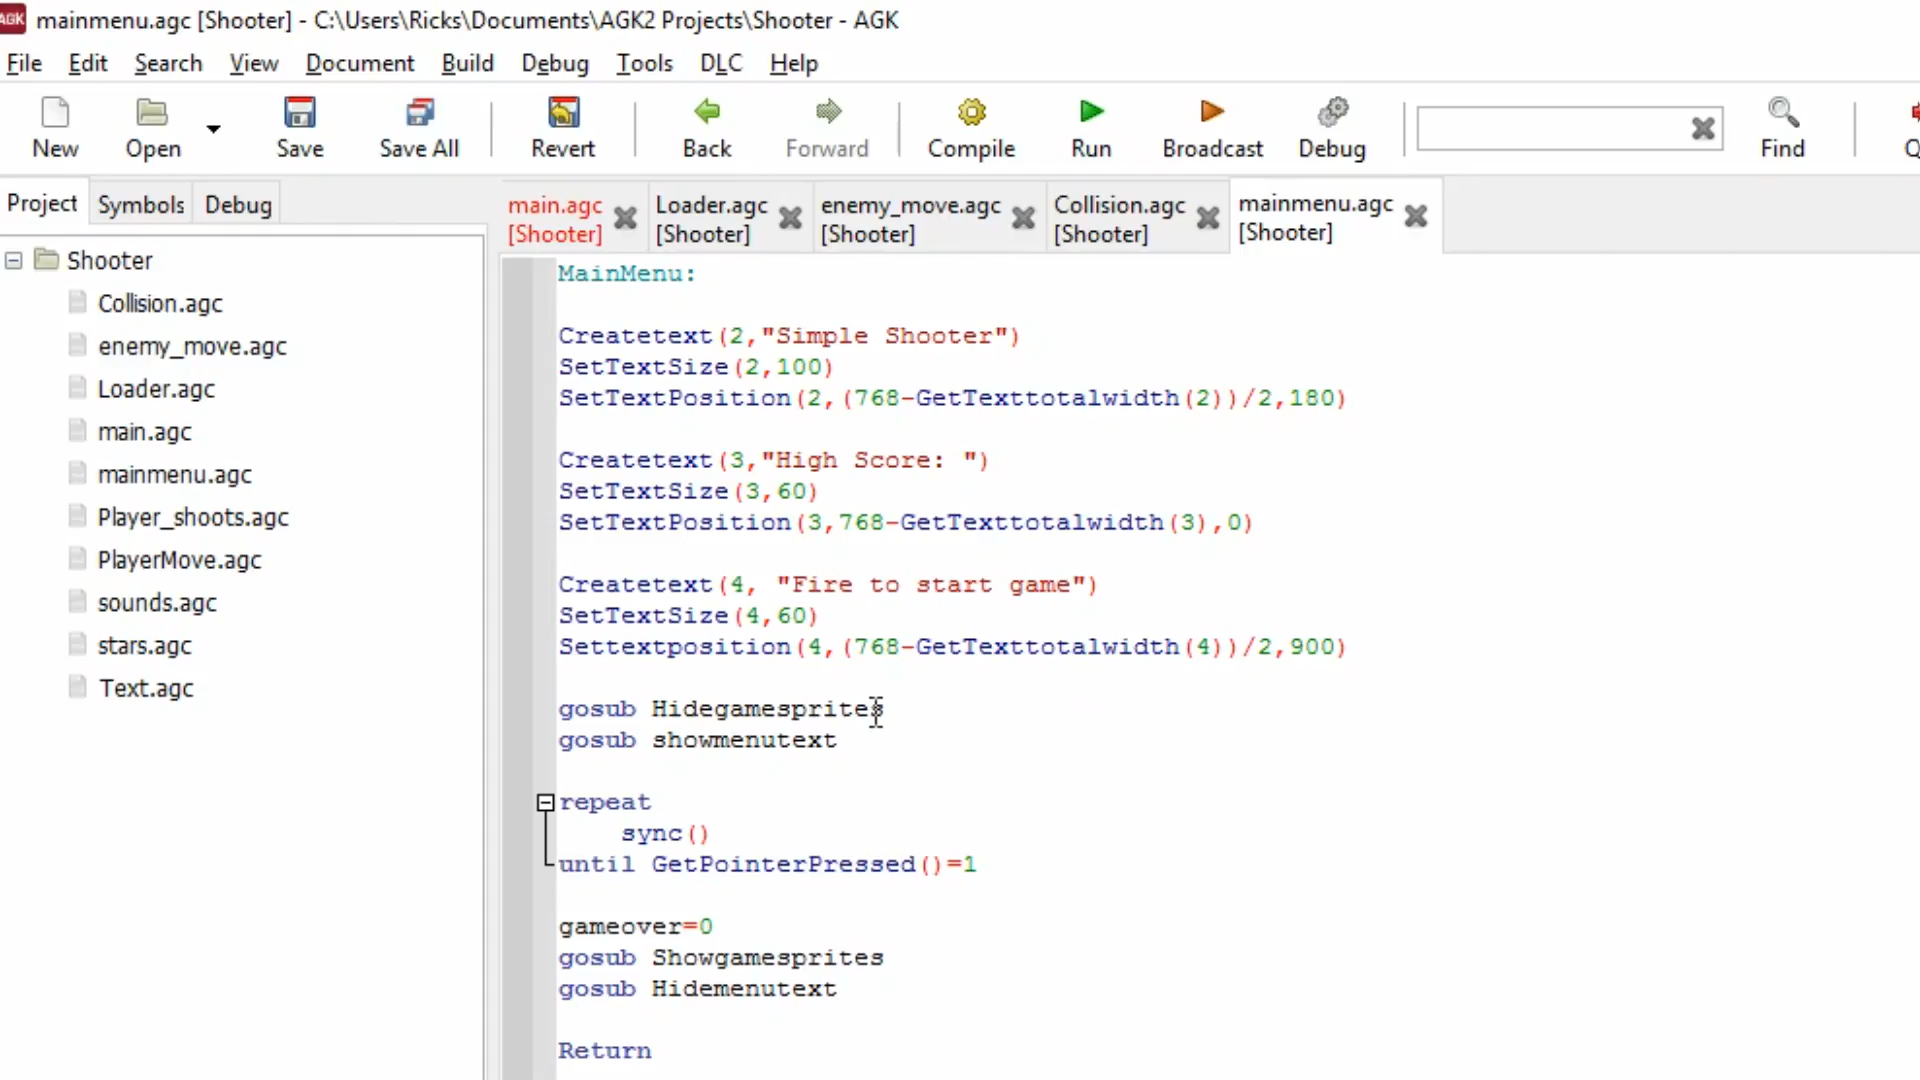 AGK mainmenu.agc [Shooter] - C:\Users\Ricks\Documents\AGK2 Projects\Shooter - AGK
File Edit Search View Document Build Debug Tools DLC Help
New Open Save Save All Revert Back Forward Compile Run Broadcast Debug Find
Project Symbols Debug
main.agc [Shooter]
Loader.agc [Shooter]
enemy_move.agc [Shooter]
Collision.agc [Shooter]
mainmenu.agc [Shooter]
Shooter
Collision.agc
enemy_move.agc
Loader.agc
main.agc
mainmenu.agc
Player_shoots.agc
PlayerMove.agc
sounds.agc
stars.agc
Text.agc
MainMenu:
Createtext(2,"Simple Shooter")
SetTextSize(2,100)
SetTextPosition(2,(768-GetTexttotalwidth(2))/2,180)
Createtext(3,"High Score: ")
SetTextSize(3,60)
SetTextPosition(3,768-GetTexttotalwidth(3),0)
Createtext(4, "Fire to start game")
SetTextSize(4,60)
Settextposition(4,(768-GetTexttotalwidth(4))/2,900)
gosub Hidegamesprites
gosub showmenutext
repeat
sync()
until GetPointerPressed()=1
gameover=0
gosub Showgamesprites
gosub Hidemenutext
Return